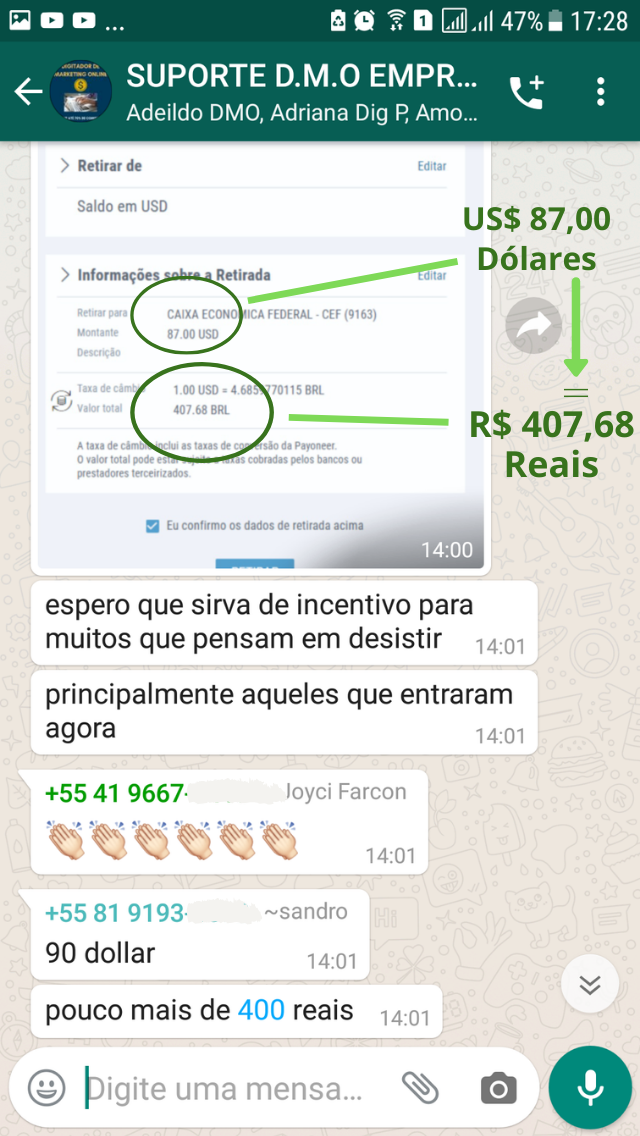 ... 1 47% 17:28
SUPORTE D.M.O EMPR...
Adeildo DMO, Adriana Dig P, Amo...
Retirar de Editar
Saldo em USD
US$ 87,00
Dólares
Informações sobre a Retirada Editar
Retirar para CAIXA ECONOMICA FEDERAL - CEF (9163)
Montante 87.00 USD
Descrição
Taxa de câmbio 1.00 USD = 4.6859770115 BRL
Valor total 407.68 BRL
=
R$ 407,68
Reais
A taxa de câmbio inclui as taxas de conversão da Payoneer.
O valor total pode estar sujeito a taxas cobradas pelos bancos ou
prestadores terceirizados.
Eu confirmo os dados de retirada acima
14:00
espero que sirva de incentivo para
muitos que pensam em desistir 14:01
principalmente aqueles que entraram
agora 14:01
+55 41 9667- Joyci Farcon
14:01
+55 81 9193- ~sandro
90 dollar 14:01
pouco mais de 400 reais 14:01
Digite uma mensa...